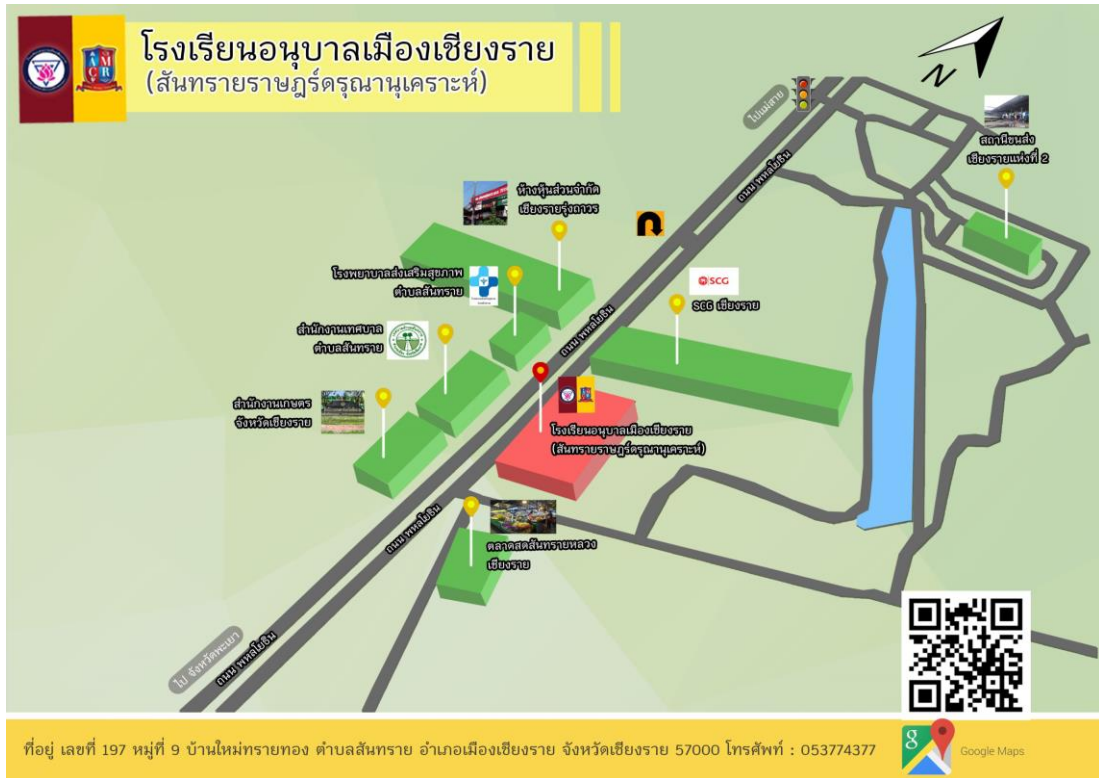 โรงเรียนอนุบาลเมืองเชียงราย
(สันทรายราษฎร์ดรุณานุเคราะห์)
N
ไปแม่สาย
ถนน พหลโยธิน
สถานีขนส่ง
เชียงรายแห่งที่ 2
ห้างหุ้นส่วนจำกัด
เชียงรายรุ่งถาวร
โรงพยาบาลส่งเสริมสุขภาพ
ตำบลสันทราย
SCG
SCG เชียงราย
ถนน พหลโยธิน
สำนักงานเทศบาล
ตำบลสันทราย
สำนักงานเกษตร
จังหวัดเชียงราย
โรงเรียนอนุบาลเมืองเชียงราย
(สันทรายราษฎร์ดรุณานุเคราะห์)
ถนน พหลโยธิน
ตลาดสดสันทรายหลวง
เชียงราย
ไป จังหวัดพะเยา
ถนน พหลโยธิน
ที่อยู่ เลขที่ 197 หมู่ที่ 9 บ้านใหม่ทรายทอง ตำบลสันทราย อำเภอเมืองเชียงราย จังหวัดเชียงราย 57000 โทรศัพท์ : 053774377
Google Maps